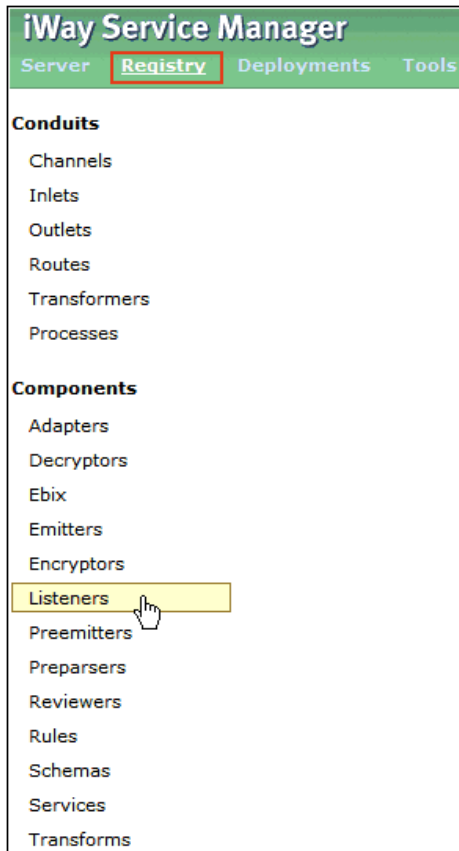 iWay Service Manager
Server Registry Deployments Tools
Conduits
Channels
Inlets
Outlets
Routes
Transformers
Processes
Components
Adapters
Decryptors
Ebix
Emitters
Encryptors
Listeners
Preemitters
Preparsers
Reviewers
Rules
Schemas
Services
Transforms